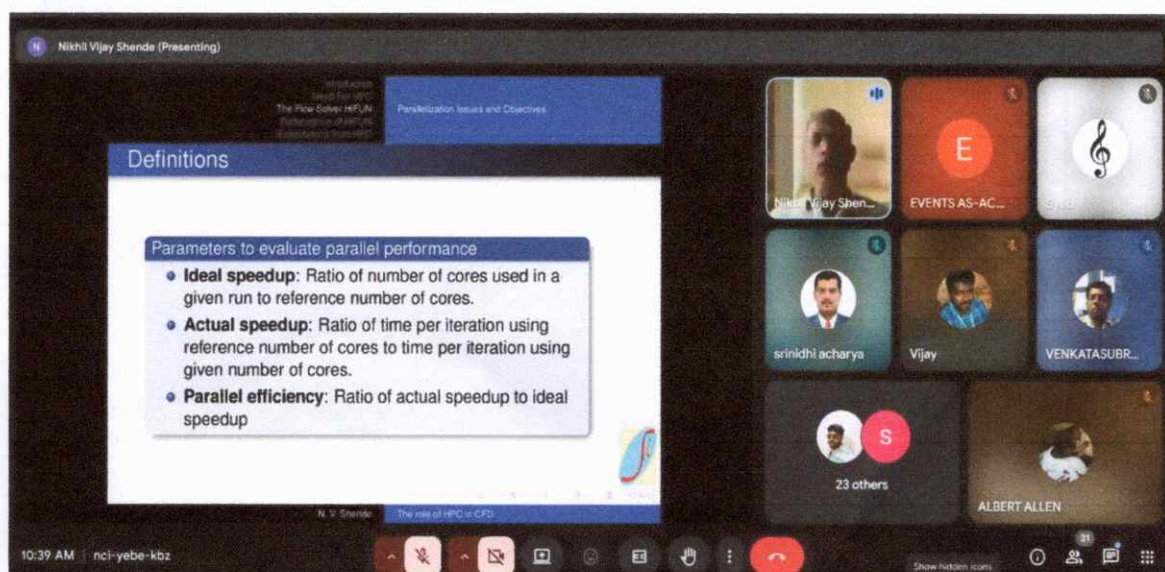 N Nikhil Vijay Shende (Presenting)
Introduction
Need for HPC
The Flow Solver HiFUN
Performance of HiFUN
Expectations from HPC
Parallelization Issues and Objectives
Definitions
Parameters to evaluate parallel performance
Ideal speedup: Ratio of number of cores used in a
given run to reference number of cores.
Actual speedup: Ratio of time per iteration using
reference number of cores to time per iteration using
given number of cores.
Parallel efficiency: Ratio of actual speedup to ideal
speedup
N. V. Shende
The role of HPC in CFD
Nikhil Vijay Shen...
E
EVENTS AS-AC...
Syed
srinidhi acharya
Vijay
VENKATASUBR...
S
23 others
ALBERT ALLEN
10:39 AM | nci-yebe-kbz
Show hidden icons
31